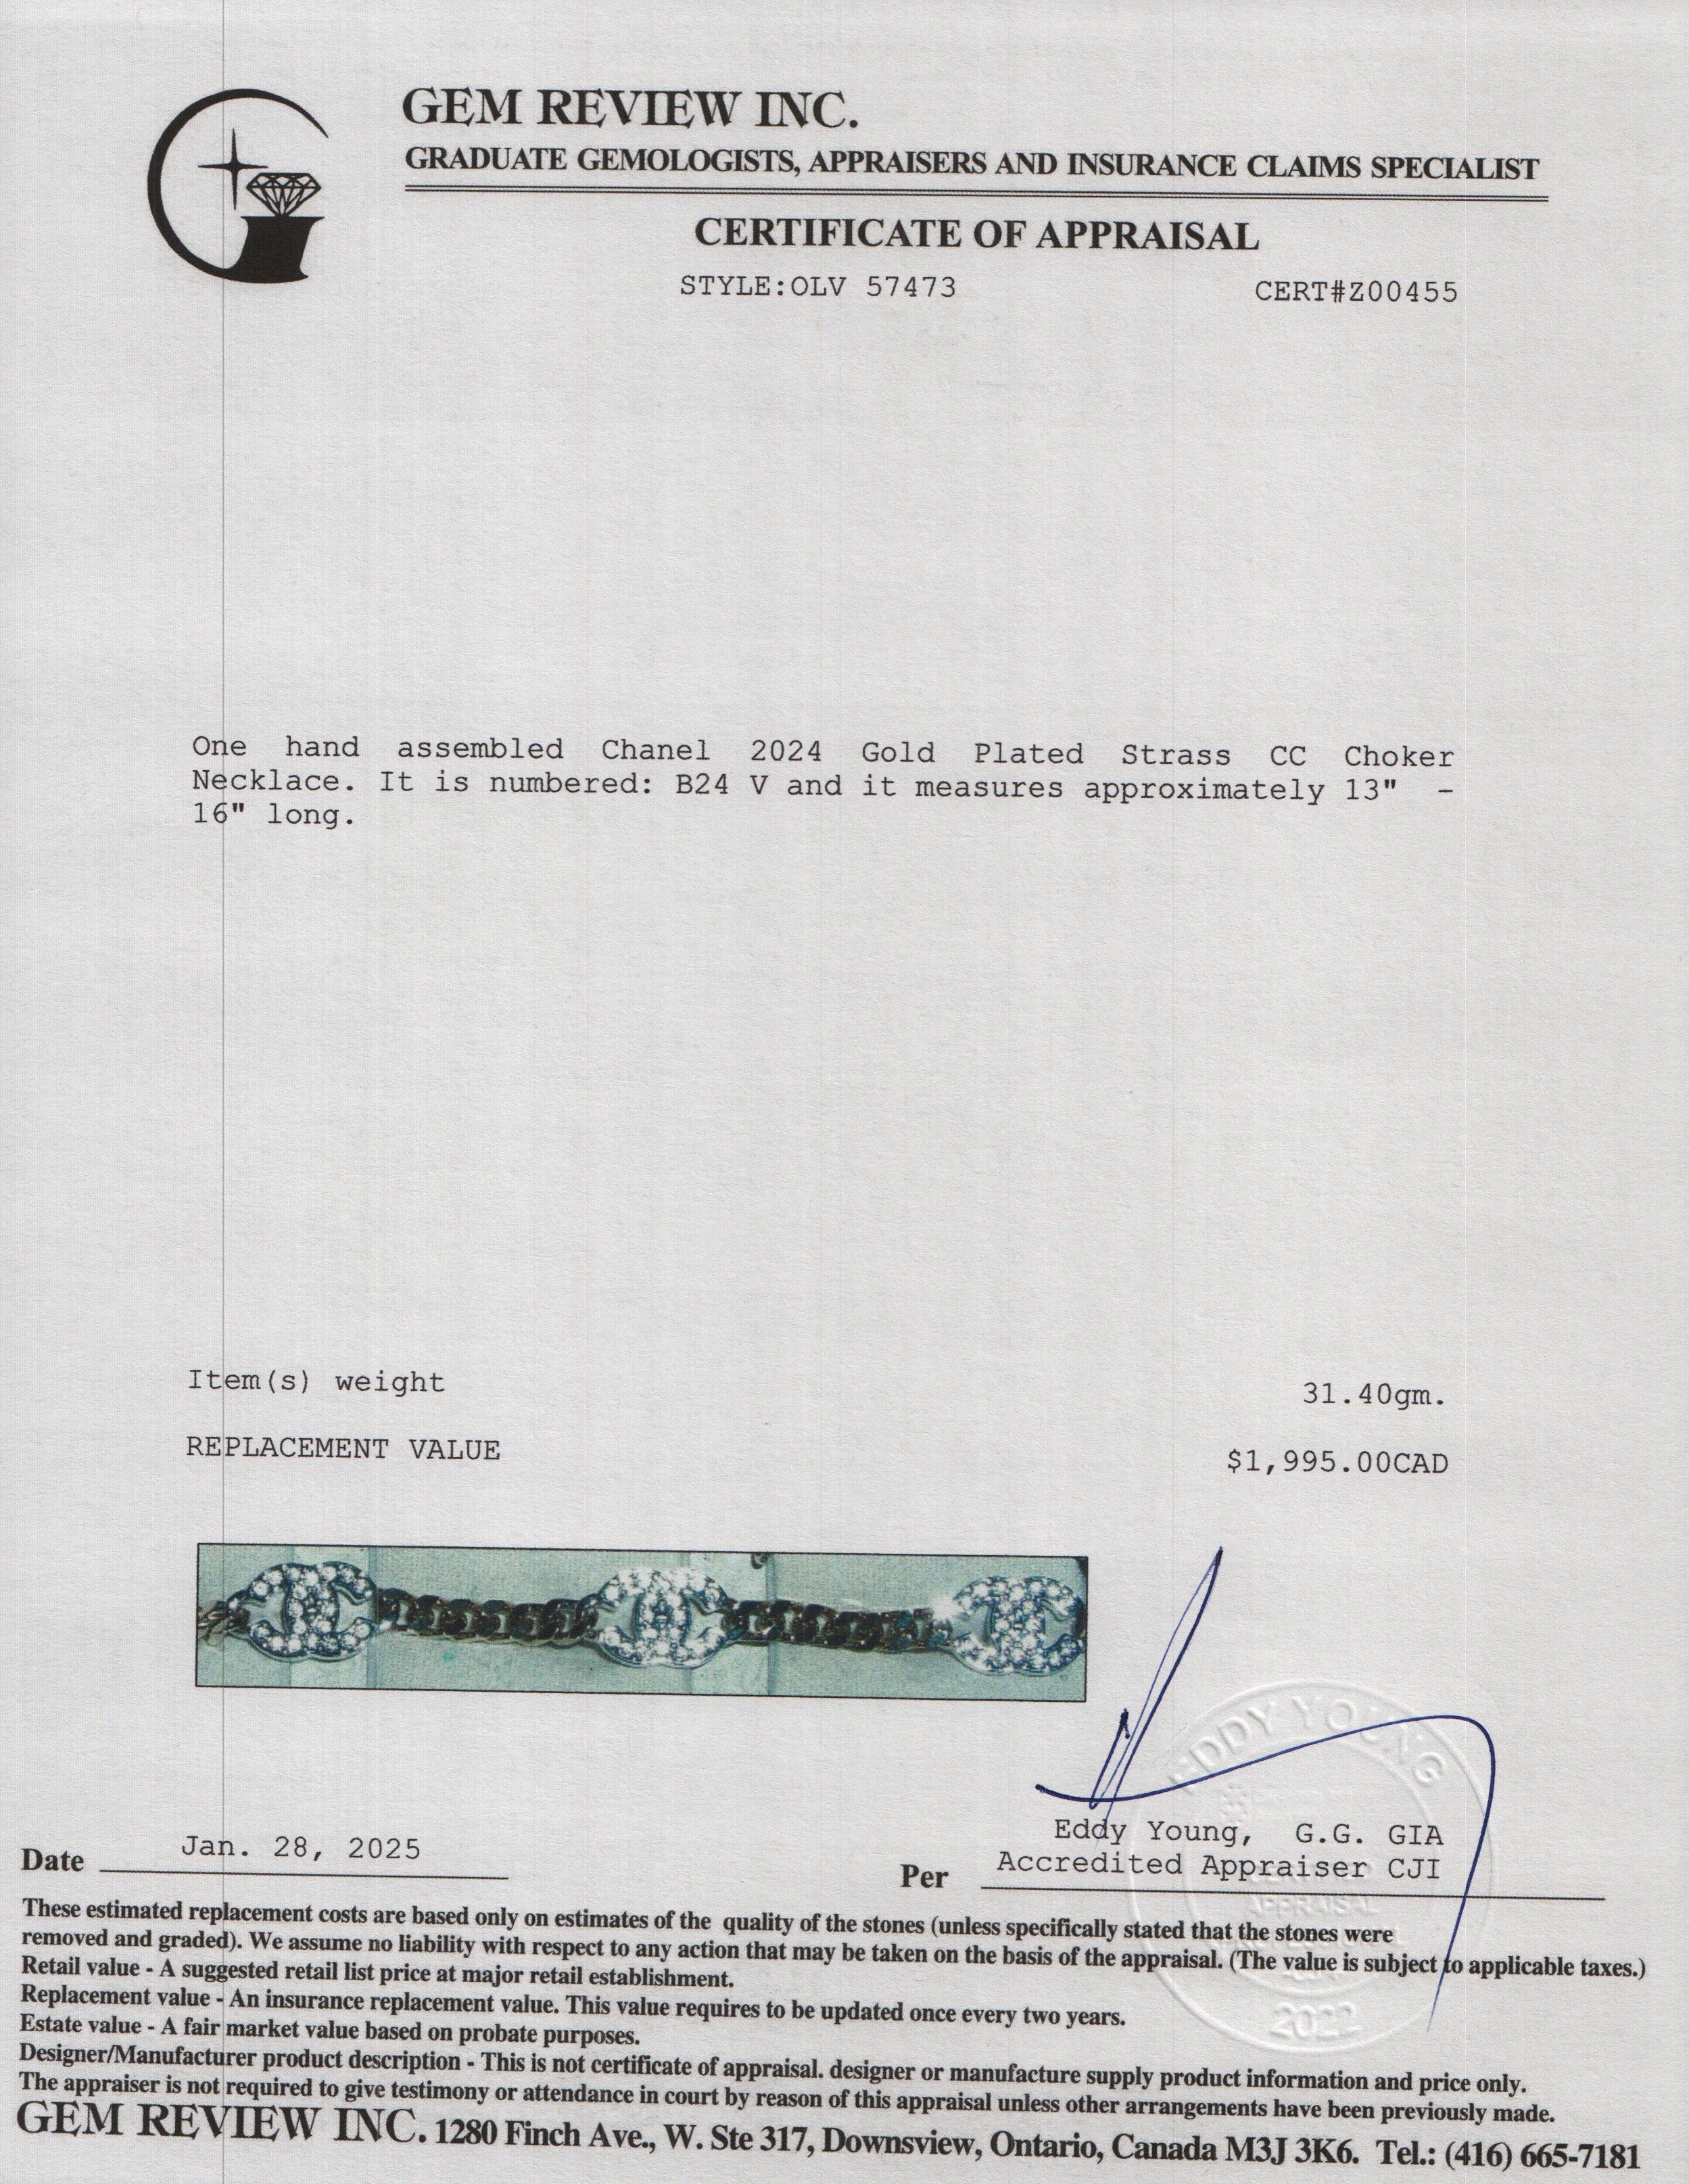 GEM REVIEW INC.
GRADUATE GEMOLOGISTS, APPRAISERS AND INSURANCE CLAIMS SPECIALIST
CERTIFICATE OF APPRAISAL
STYLE:OLV 57473 CERT#Z00455
One hand assembled Chanel 2024 Gold Plated Strass CC Choker
Necklace. It is numbered: B24 V and it measures approximately 13" -
16" long.
Item(s) weight 31.40gm.
REPLACEMENT VALUE $1,995.00CAD
EDDY YOUNG
Eddy Young, G.G. GIA
Date Jan. 28, 2025
Per Accredited Appraiser CJI
APPRAISAL
2022
These estimated replacement costs are based only on estimates of the quality of the stones (unless specifically stated that the stones were
removed and graded). We assume no liability with respect to any action that may be taken on the basis of the appraisal. (The value is subject to applicable taxes.)
Retail value - A suggested retail list price at major retail establishment.
Replacement value - An insurance replacement value. This value requires to be updated once every two years.
Estate value - A fair market value based on probate purposes.
Designer/Manufacturer product description - This is not certificate of appraisal. designer or manufacture supply product information and price only.
The appraiser is not required to give testimony or attendance in court by reason of this appraisal unless other arrangements have been previously made.
GEM REVIEW INC. 1280 Finch Ave., W. Ste 317, Downsview, Ontario, Canada M3J 3K6. Tel.: (416) 665-7181